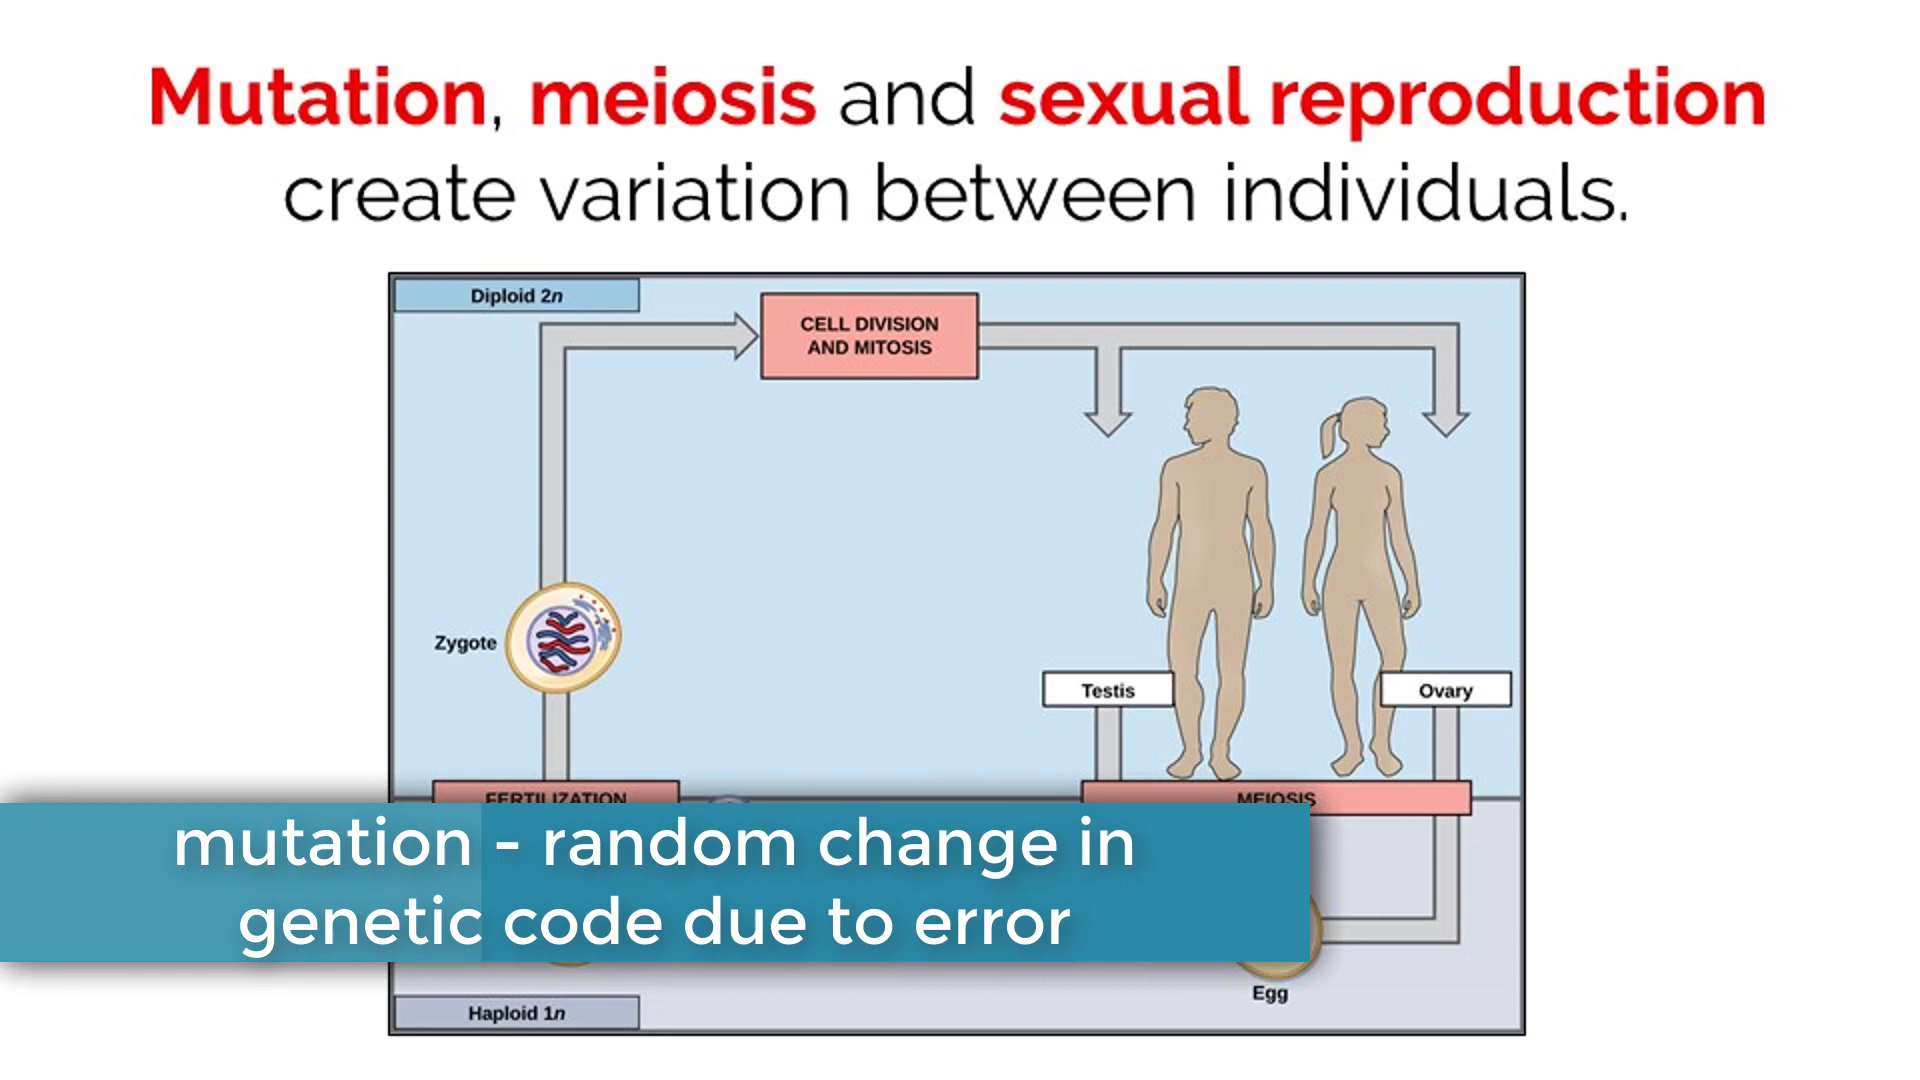 Mutation, meiosis and sexual reproduction
create variation between individuals.
Diploid 2n
CELL DIVISION
AND MITOSIS
Zygote
Testis
Ovary
FERTILIZATION
MEIOSIS
mutation - random change in
genetic code due to error
Egg
Haploid 1n